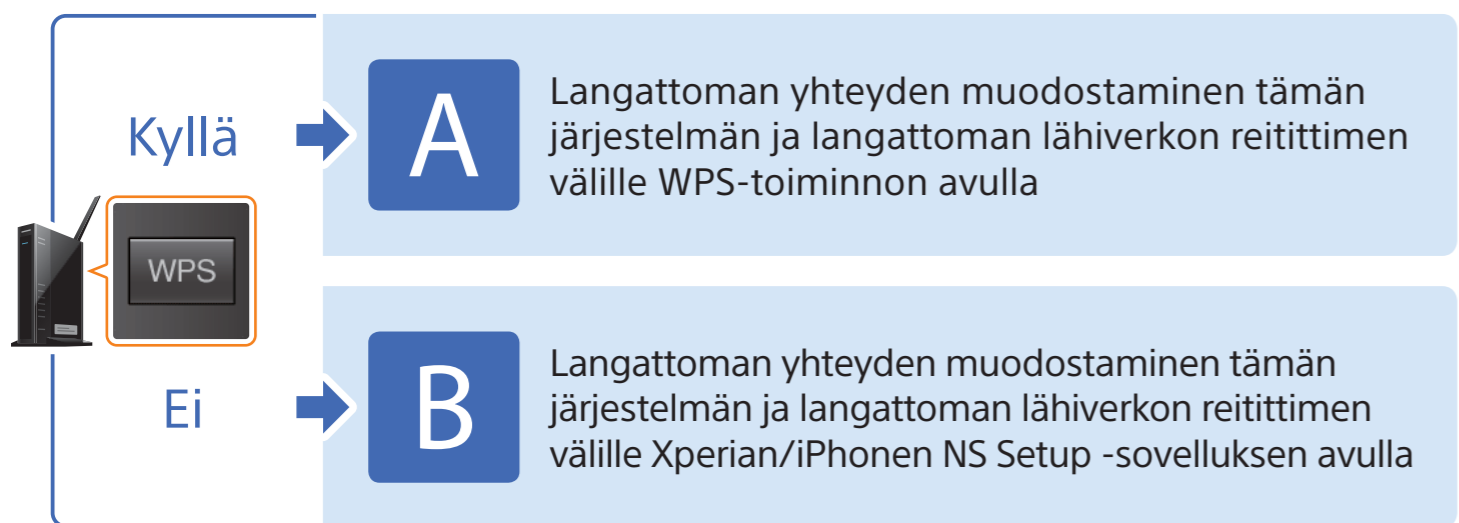 Kyllä
A
Langattoman yhteyden muodostaminen tämän
järjestelmän ja langattoman lähiverkon reitittimen
välille WPS-toiminnon avulla
WPS
Ei
B
Langattoman yhteyden muodostaminen tämän
järjestelmän ja langattoman lähiverkon reitittimen
välille Xperian/iPhonen NS Setup -sovelluksen avulla